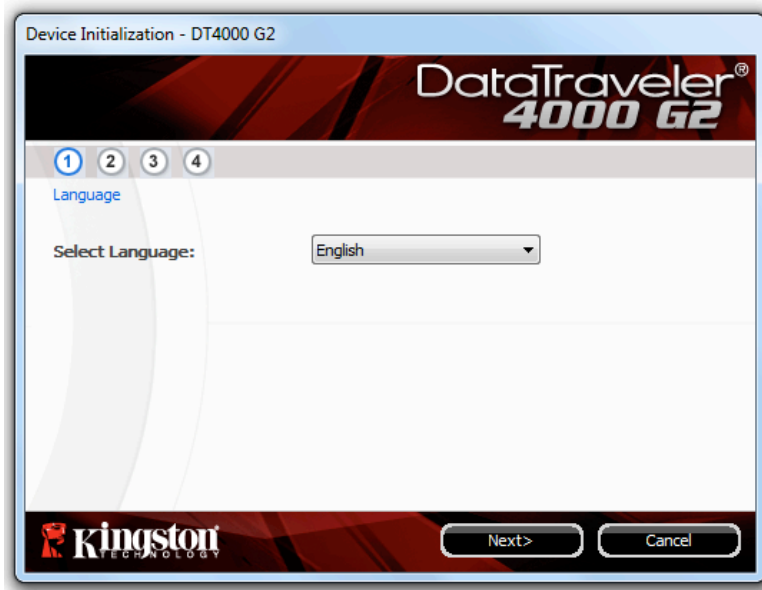 Device Initialization - DT4000 G2
DataTraveler®
4000 G2
1 2 3 4
Language
Select Language: English
Kingston
TECHNOLOGY
Next> Cancel